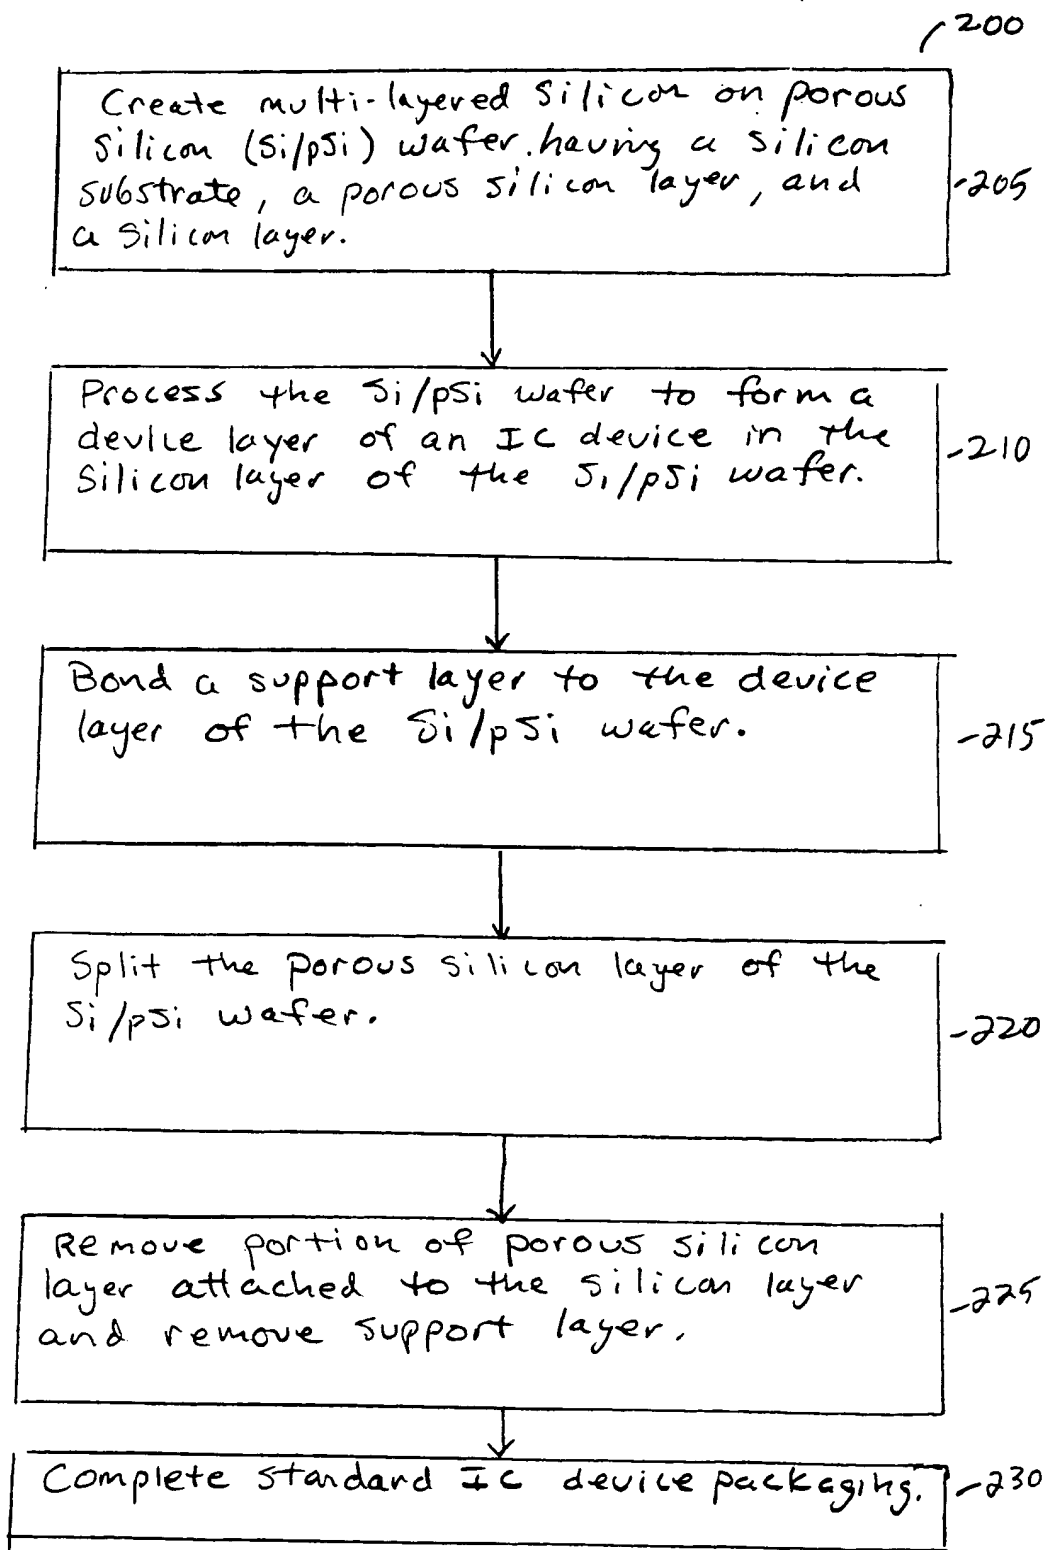 200
Create multi-layered silicon on porous
silicon (Si/pSi) wafer having a silicon
substrate, a porous silicon layer, and
a silicon layer.
-205
Process the Si/pSi wafer to form a
device layer of an IC device in the
silicon layer of the Si/pSi wafer.
-210
Bond a support layer to the device
layer of the Si/pSi wafer.
-215
Split the porous silicon layer of the
Si/pSi wafer.
-220
Remove portion of porous silicon
layer attached to the silicon layer
and remove support layer.
-225
Complete standard IC device packaging.
-230